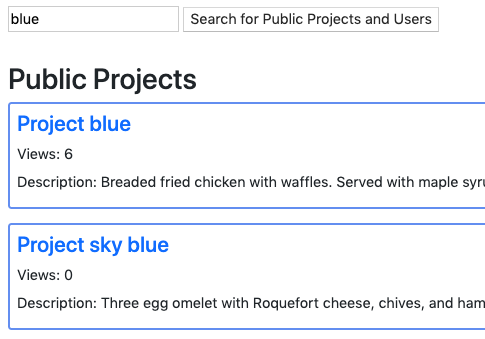 blue
Search for Public Projects and Users
Public Projects
Project blue
Views: 6
Description: Breaded fried chicken with waffles. Served with maple
Project sky blue
Views: 0
Description: Three egg omelet with Roquefort cheese, chives, and ham